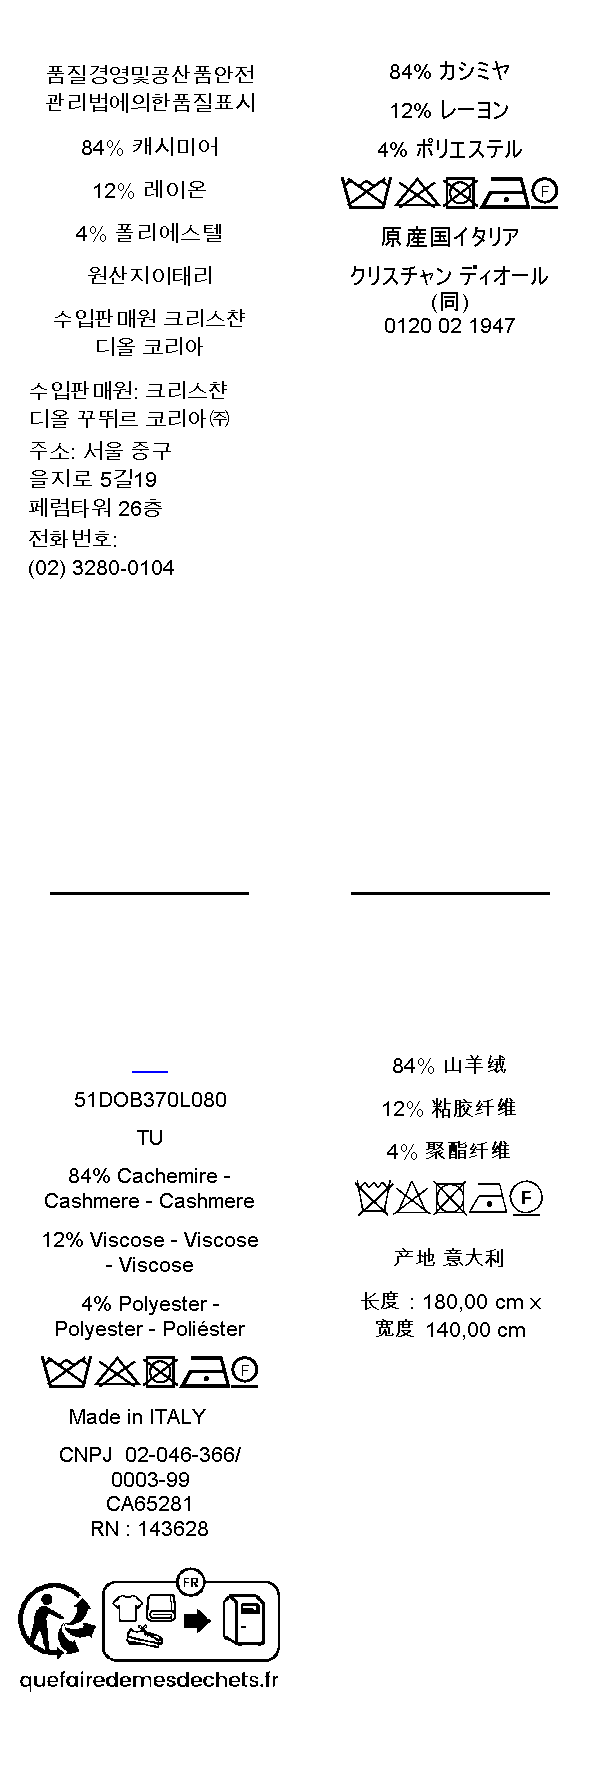 품질경영및공산품안전
관리법에의한품질표시
84% 캐시미어
12% 레이온
4% 폴리에스텔
원산지이태리
수입판매원 크리스챤
디올 코리아
수입판매원: 크리스챤
디올 꾸뛰르 코리아㈜
주소: 서울 중구
을지로 5길19
페럼타워 26층
전화번호:
(02) 3280-0104
84% カシミヤ
12% レーヨン
4% ポリエステル
F
原産国イタリア
クリスチャン ディオール
(同)
0120 02 1947
51DOB370L080
TU
84% Cachemire -
Cashmere - Cashmere
12% Viscose - Viscose
- Viscose
4% Polyester -
Polyester - Poliéster
F
Made in ITALY
CNPJ 02-046-366/
0003-99
CA65281
RN : 143628
FR
quefairedemesdechets.fr
84% 山羊绒
12% 粘胶纤维
4% 聚酯纤维
F
产地 意大利
长度 : 180,00 cm x
宽度 140,00 cm